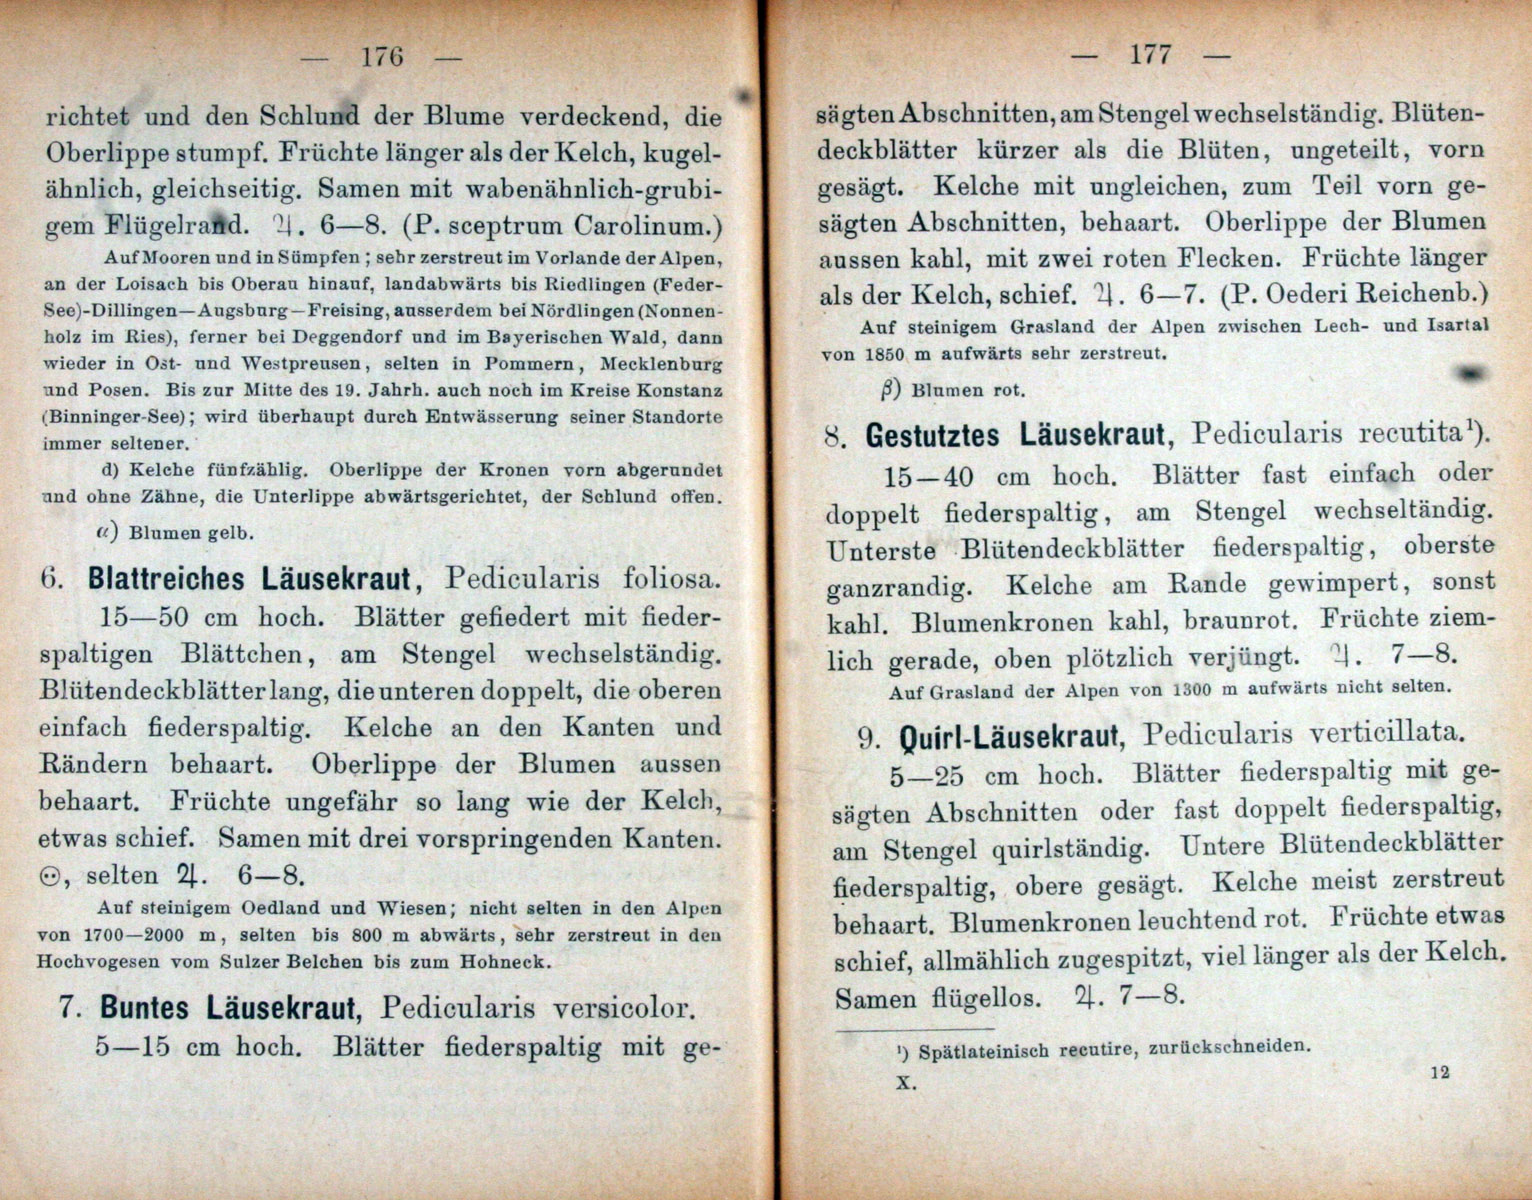 — 176 —
richtet und den Schlund der Blume verdeckend, die
Oberlippe stumpf. Früchte länger als der Kelch, kugel-
ähnlich, gleichseitig. Samen mit wabenähnlich-grubi-
gem Flügelrand. ♃. 6—8. (P. sceptrum Carolinum.)
Auf Mooren und in Sümpfen; sehr zerstreut im Vorlande der Alpen,
an der Loisach bis Oberau hinauf, landabwärts bis Riedlingen (Feder-
See)-Dillingen—Augsburg—Freising, ausserdem bei Nördlingen (Nonnen-
holz im Ries), ferner bei Deggendorf und im Bayerischen Wald, dann
wieder in Ost- und Westpreusen, selten in Pommern, Mecklenburg
und Posen. Bis zur Mitte des 19. Jahrh. auch noch im Kreise Konstanz
(Binninger-See); wird überhaupt durch Entwässerung seiner Standorte
immer seltener.
d) Kelche fünfzählig. Oberlippe der Kronen vorn abgerundet
und ohne Zähne, die Unterlippe abwärtsgerichtet, der Schlund offen.
α) Blumen gelb.
6. Blattreiches Läusekraut, Pedicularis foliosa.
15—50 cm hoch. Blätter gefiedert mit fieder-
spaltigen Blättchen, am Stengel wechselständig.
Blütendeckblätter lang, die unteren doppelt, die oberen
einfach fiederspaltig. Kelche an den Kanten und
Rändern behaart. Oberlippe der Blumen aussen
behaart. Früchte ungefähr so lang wie der Kelch,
etwas schief. Samen mit drei vorspringenden Kanten.
⚇, selten ♃. 6—8.
Auf steinigem Oedland und Wiesen; nicht selten in den Alpen
von 1700—2000 m, selten bis 800 m abwärts, sehr zerstreut in den
Hochvogesen vom Sulzer Belchen bis zum Hohneck.
7. Buntes Läusekraut, Pedicularis versicolor.
5—15 cm hoch. Blätter fiederspaltig mit ge-
— 177 —
sägten Abschnitten, am Stengel wechselständig. Blüten-
deckblätter kürzer als die Blüten, ungeteilt, vorn
gesägt. Kelche mit ungleichen, zum Teil vorn ge-
sägten Abschnitten, behaart. Oberlippe der Blumen
aussen kahl, mit zwei roten Flecken. Früchte länger
als der Kelch, schief. ♃. 6—7. (P. Oederi Reichenb.)
Auf steinigem Grasland der Alpen zwischen Lech- und Isartal
von 1850 m aufwärts sehr zerstreut.
β) Blumen rot.
8. Gestutztes Läusekraut, Pedicularis recutita¹).
15—40 cm hoch. Blätter fast einfach oder
doppelt fiederspaltig, am Stengel wechseltändig.
Unterste Blütendeckblätter fiederspaltig, oberste
ganzrandig. Kelche am Rande gewimpert, sonst
kahl. Blumenkronen kahl, braunrot. Früchte ziem-
lich gerade, oben plötzlich verjüngt. ♃. 7—8.
Auf Grasland der Alpen von 1300 m aufwärts nicht selten.
9. Quirl-Läusekraut, Pedicularis verticillata.
5—25 cm hoch. Blätter fiederspaltig mit ge-
sägten Abschnitten oder fast doppelt fiederspaltig,
am Stengel quirlständig. Untere Blütendeckblätter
fiederspaltig, obere gesägt. Kelche meist zerstreut
behaart. Blumenkronen leuchtend rot. Früchte etwas
schief, allmählich zugespitzt, viel länger als der Kelch.
Samen flügellos. ♃. 7—8.
¹) Spätlateinisch recutire, zurückschneiden.
X. 12